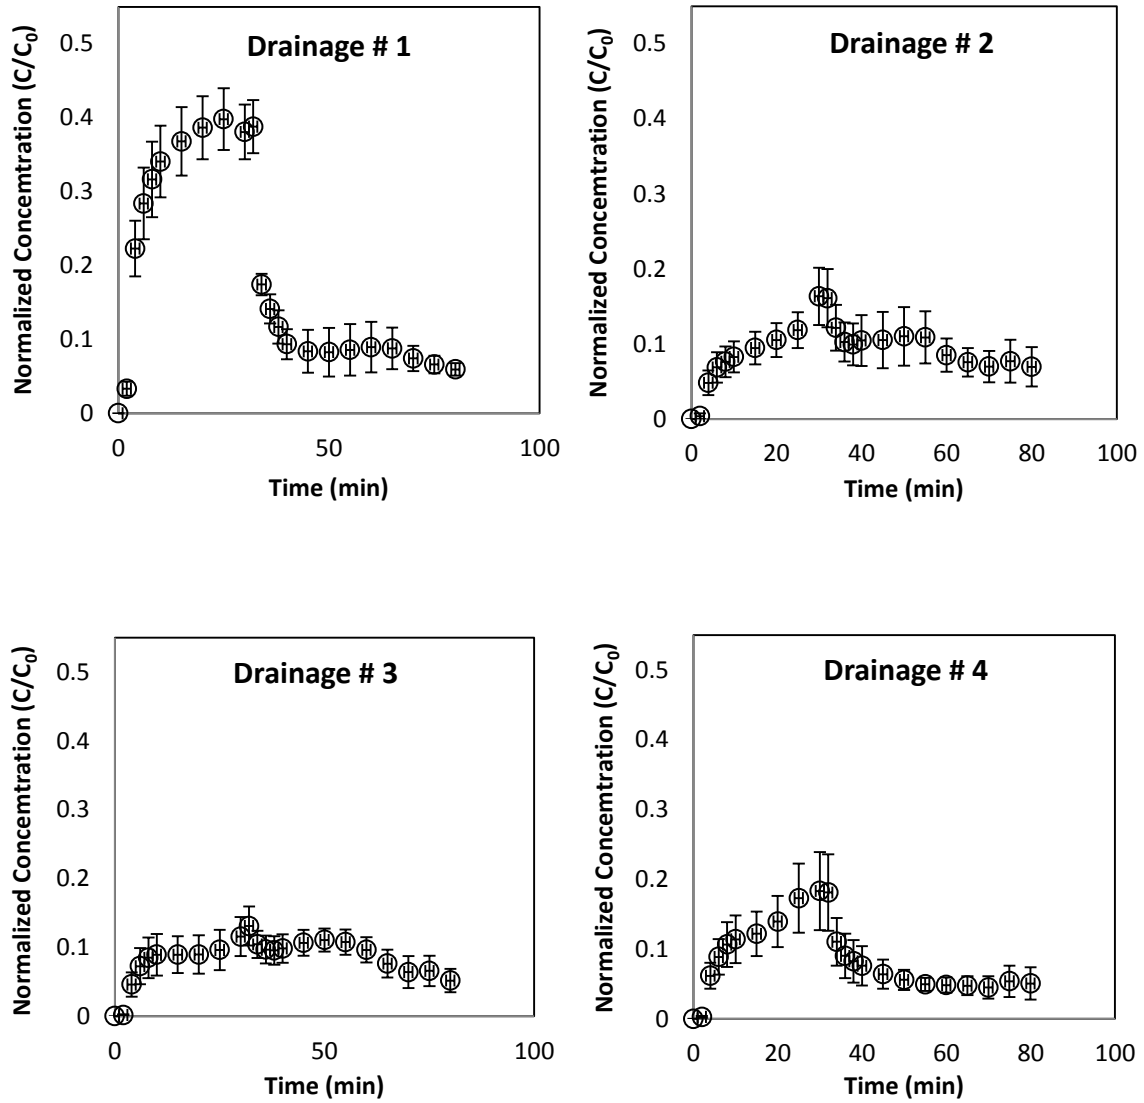 Drainage # 1
Normalized Concemtration (C/C₀)
0.5
0.4
0.3
0.2
0.1
0
0 50 100
Time (min)
Drainage # 2
Normalized Concemtration (C/C₀)
0.5
0.4
0.3
0.2
0.1
0
0 20 40 60 80 100
Time (min)
Drainage # 3
Normalized Concemtration (C/C₀)
0.5
0.4
0.3
0.2
0.1
0
0 50 100
Time (min)
Drainage # 4
Normalized Concemtration (C/C₀)
0.5
0.4
0.3
0.2
0.1
0
0 20 40 60 80 100
Time (min)